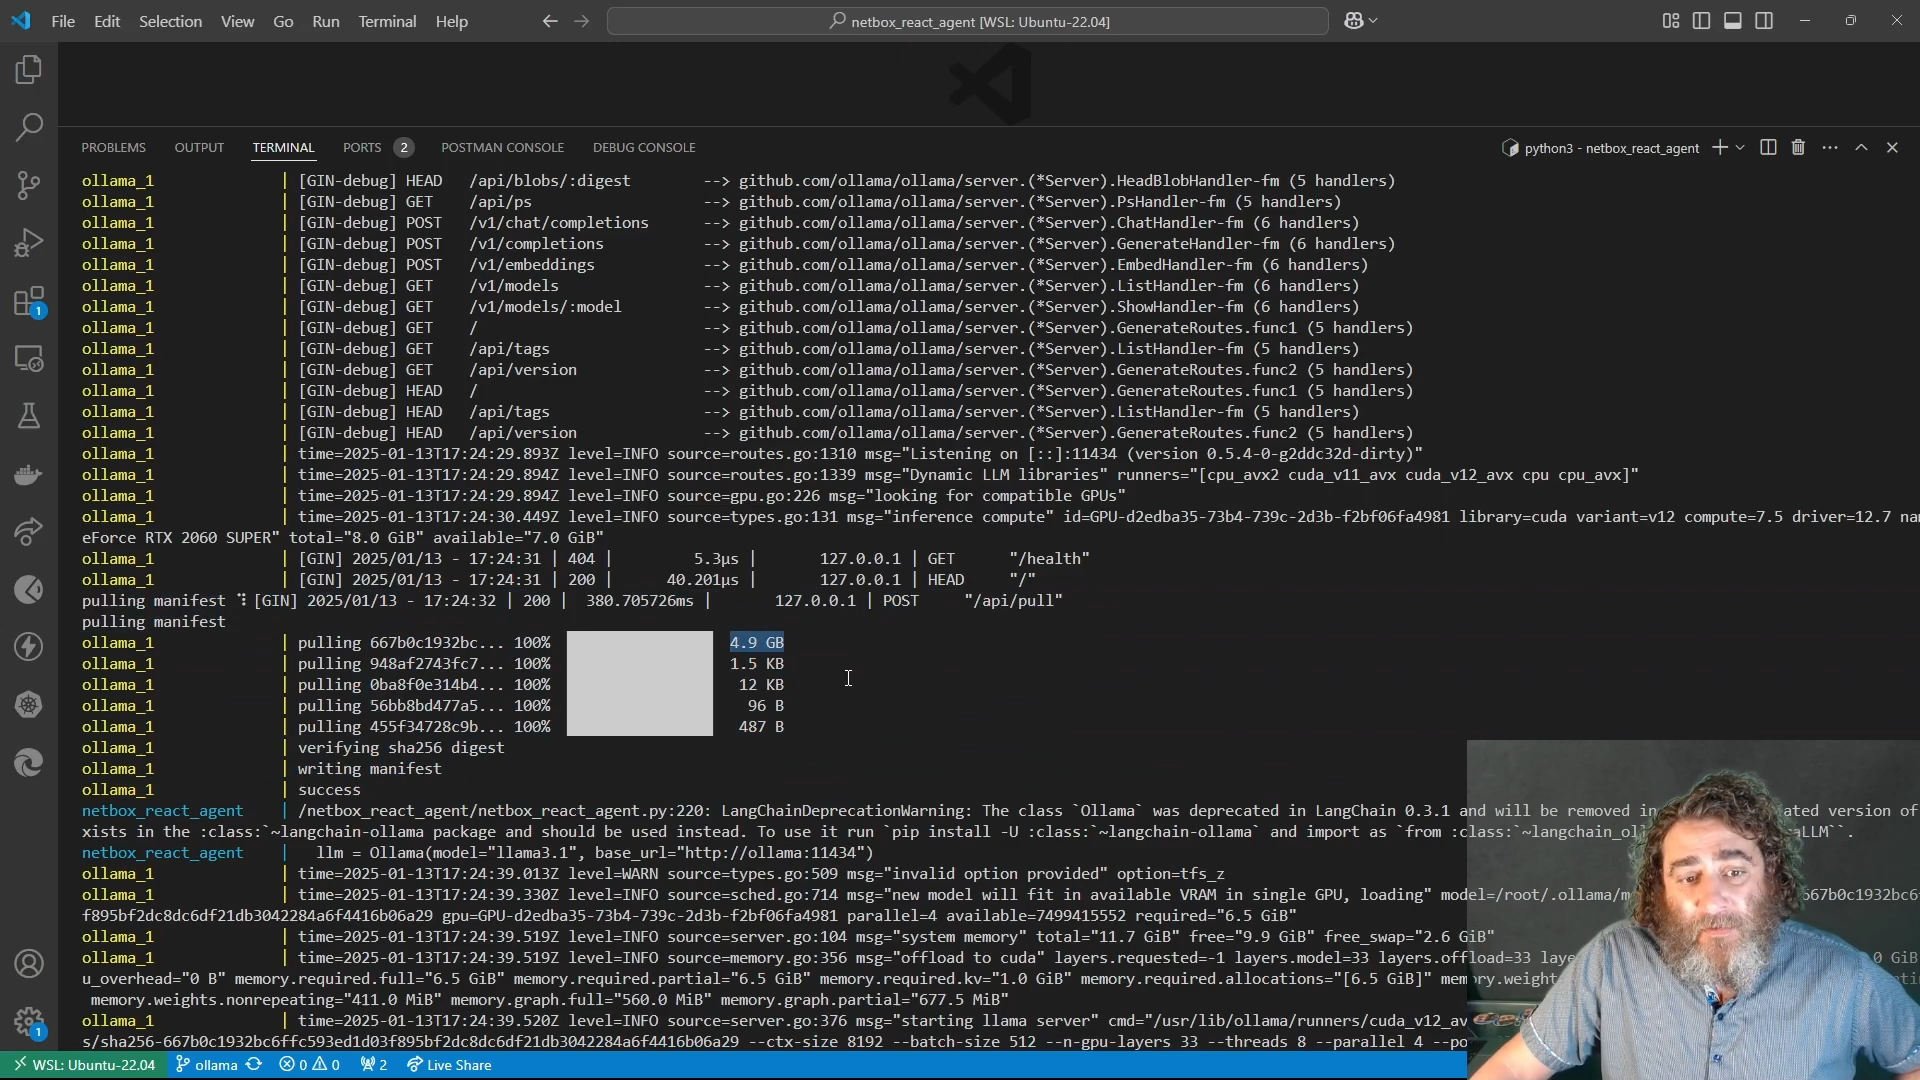 File Edit Selection View Go Run Terminal Help
netbox_react_agent [WSL: Ubuntu-22.04]
PROBLEMS OUTPUT TERMINAL PORTS 2 POSTMAN CONSOLE DEBUG CONSOLE
python3 - netbox_react_agent
ollama_1 | [GIN-debug] HEAD /api/blobs/:digest --> github.com/ollama/ollama/server.(*Server).HeadBlobHandler-fm (5 handlers)
ollama_1 | [GIN-debug] GET /api/ps --> github.com/ollama/ollama/server.(*Server).PsHandler-fm (5 handlers)
ollama_1 | [GIN-debug] POST /v1/chat/completions --> github.com/ollama/ollama/server.(*Server).ChatHandler-fm (6 handlers)
ollama_1 | [GIN-debug] POST /v1/completions --> github.com/ollama/ollama/server.(*Server).GenerateHandler-fm (6 handlers)
ollama_1 | [GIN-debug] POST /v1/embeddings --> github.com/ollama/ollama/server.(*Server).EmbedHandler-fm (6 handlers)
ollama_1 | [GIN-debug] GET /v1/models --> github.com/ollama/ollama/server.(*Server).ListHandler-fm (6 handlers)
ollama_1 | [GIN-debug] GET /v1/models/:model --> github.com/ollama/ollama/server.(*Server).ShowHandler-fm (6 handlers)
ollama_1 | [GIN-debug] GET / --> github.com/ollama/ollama/server.(*Server).GenerateRoutes.func1 (5 handlers)
ollama_1 | [GIN-debug] GET /api/tags --> github.com/ollama/ollama/server.(*Server).ListHandler-fm (5 handlers)
ollama_1 | [GIN-debug] GET /api/version --> github.com/ollama/ollama/server.(*Server).GenerateRoutes.func2 (5 handlers)
ollama_1 | [GIN-debug] HEAD / --> github.com/ollama/ollama/server.(*Server).GenerateRoutes.func1 (5 handlers)
ollama_1 | [GIN-debug] HEAD /api/tags --> github.com/ollama/ollama/server.(*Server).ListHandler-fm (5 handlers)
ollama_1 | [GIN-debug] HEAD /api/version --> github.com/ollama/ollama/server.(*Server).GenerateRoutes.func2 (5 handlers)
ollama_1 | time=2025-01-13T17:24:29.893Z level=INFO source=routes.go:1310 msg="Listening on [::]:11434 (version 0.5.4-0-g2ddc32d-dirty)"
ollama_1 | time=2025-01-13T17:24:29.894Z level=INFO source=routes.go:1339 msg="Dynamic LLM libraries" runners="[cpu_avx2 cuda_v11_avx cuda_v12_avx cpu cpu_avx]"
ollama_1 | time=2025-01-13T17:24:29.894Z level=INFO source=gpu.go:226 msg="looking for compatible GPUs"
ollama_1 | time=2025-01-13T17:24:30.449Z level=INFO source=types.go:131 msg="inference compute" id=GPU-d2edba35-73b4-739c-2d3b-f2bf06fa4981 library=cuda variant=v12 compute=7.5 driver=12.7 na
eForce RTX 2060 SUPER" total="8.0 GiB" available="7.0 GiB"
ollama_1 | [GIN] 2025/01/13 - 17:24:31 | 404 | 5.3µs | 127.0.0.1 | GET "/health"
ollama_1 | [GIN] 2025/01/13 - 17:24:31 | 200 | 40.201µs | 127.0.0.1 | HEAD "/"
pulling manifest ⠹ [GIN] 2025/01/13 - 17:24:32 | 200 | 380.705726ms | 127.0.0.1 | POST "/api/pull"
pulling manifest
ollama_1 | pulling 667b0c1932bc... 100% 4.9 GB
ollama_1 | pulling 948af2743fc7... 100% 1.5 KB
ollama_1 | pulling 0ba8f0e314b4... 100% 12 KB
ollama_1 | pulling 56bb8bd477a5... 100% 96 B
ollama_1 | pulling 455f34728c9b... 100% 487 B
ollama_1 | verifying sha256 digest
ollama_1 | writing manifest
ollama_1 | success
netbox_react_agent | /netbox_react_agent/netbox_react_agent.py:220: LangChainDeprecationWarning: The class `Ollama` was deprecated in LangChain 0.3.1 and will be removed in ated version of
xists in the :class:`~langchain-ollama package and should be used instead. To use it run `pip install -U :class:`~langchain-ollama` and import as `from :class:`~langchain_ol aLLM``.
netbox_react_agent | llm = Ollama(model="llama3.1", base_url="http://ollama:11434")
ollama_1 | time=2025-01-13T17:24:39.013Z level=WARN source=types.go:509 msg="invalid option provided" option=tfs_z
ollama_1 | time=2025-01-13T17:24:39.330Z level=INFO source=sched.go:714 msg="new model will fit in available VRAM in single GPU, loading" model=/root/.ollama/m 667b0c1932bc6
f895bf2dc8dc6df21db3042284a6f4416b06a29 gpu=GPU-d2edba35-73b4-739c-2d3b-f2bf06fa4981 parallel=4 available=7499415552 required="6.5 GiB"
ollama_1 | time=2025-01-13T17:24:39.519Z level=INFO source=server.go:104 msg="system memory" total="11.7 GiB" free="9.9 GiB" free_swap="2.6 GiB"
ollama_1 | time=2025-01-13T17:24:39.519Z level=INFO source=memory.go:356 msg="offload to cuda" layers.requested=-1 layers.model=33 layers.offload=33 laye .0 GiB
u_overhead="0 B" memory.required.full="6.5 GiB" memory.required.partial="6.5 GiB" memory.required.kv="1.0 GiB" memory.required.allocations="[6.5 GiB]" memory.weight
memory.weights.nonrepeating="411.0 MiB" memory.graph.full="560.0 MiB" memory.graph.partial="677.5 MiB"
ollama_1 | time=2025-01-13T17:24:39.520Z level=INFO source=server.go:376 msg="starting llama server" cmd="/usr/lib/ollama/runners/cuda_v12_av
s/sha256-667b0c1932bc6ffc593ed1d03f895bf2dc8dc6df21db3042284a6f4416b06a29 --ctx-size 8192 --batch-size 512 --n-gpu-layers 33 --threads 8 --parallel 4 --po
WSL: Ubuntu-22.04 ollama 0 0 2 Live Share